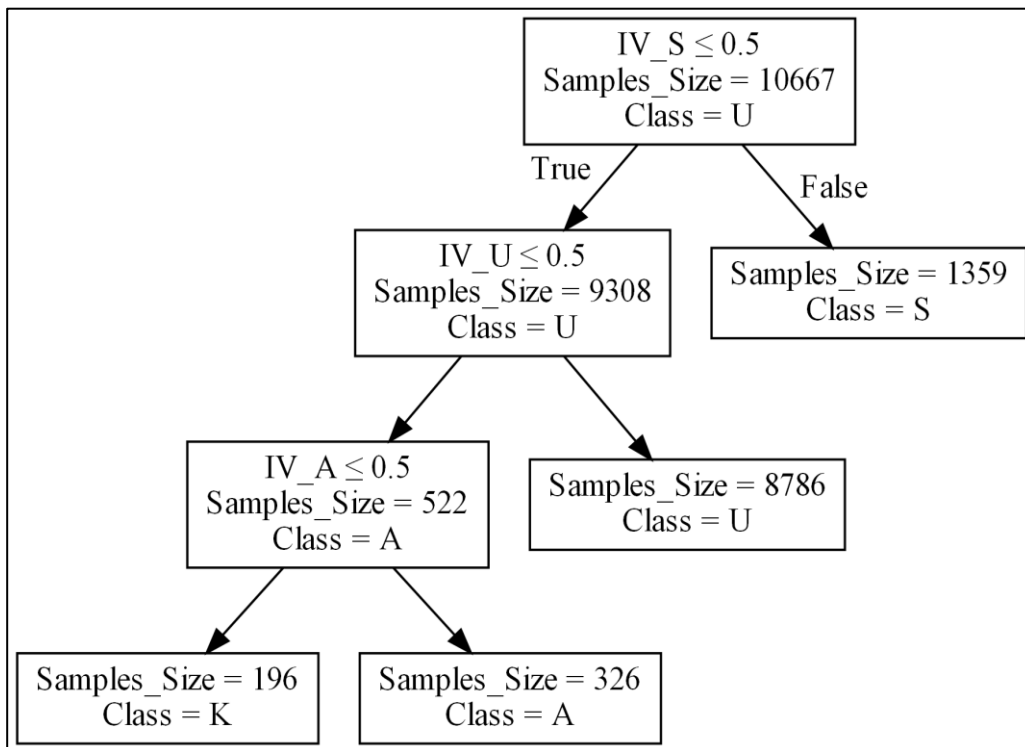 IV_S ≤ 0.5
Samples_Size = 10667
Class = U
True
False
IV_U ≤ 0.5
Samples_Size = 9308
Class = U
Samples_Size = 1359
Class = S
IV_A ≤ 0.5
Samples_Size = 522
Class = A
Samples_Size = 8786
Class = U
Samples_Size = 196
Class = K
Samples_Size = 326
Class = A